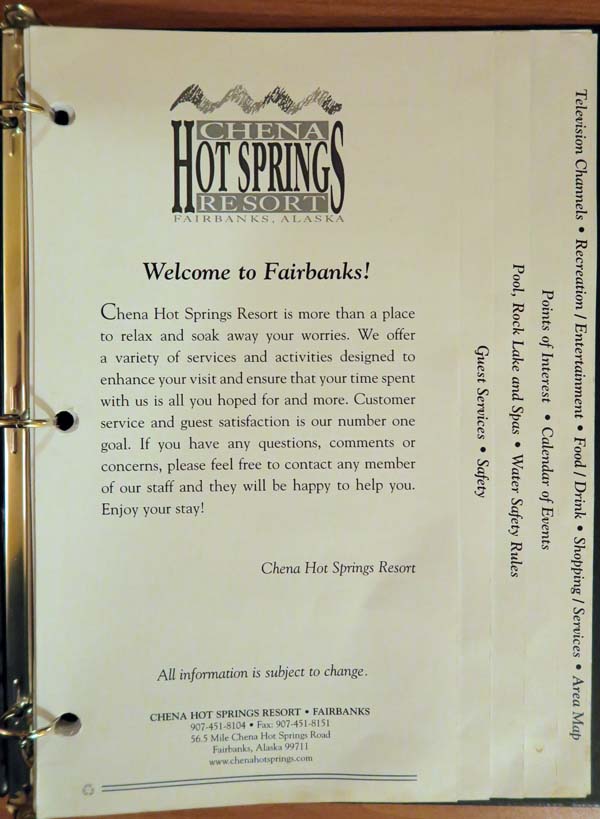 CHENA
HOT SPRINGS
RESORT
FAIRBANKS, ALASKA
Welcome to Fairbanks!
Chena Hot Springs Resort is more than a place
to relax and soak away your worries. We offer
a variety of services and activities designed to
enhance your visit and ensure that your time spent
with us is all you hoped for and more. Customer
service and guest satisfaction is our number one
goal. If you have any questions, comments or
concerns, please feel free to contact any member
of our staff and they will be happy to help you.
Enjoy your stay!
Chena Hot Springs Resort
All information is subject to change.
CHENA HOT SPRINGS RESORT • FAIRBANKS
907-451-8104 • Fax: 907-451-8151
56.5 Mile Chena Hot Springs Road
Fairbanks, Alaska 99711
www.chenahotsprings.com
Guest Services • Safety
Pool, Rock Lake and Spas • Water Safety Rules
Points of Interest • Calendar of Events
Television Channels • Recreation / Entertainment • Food / Drink • Shopping / Services • Area Map